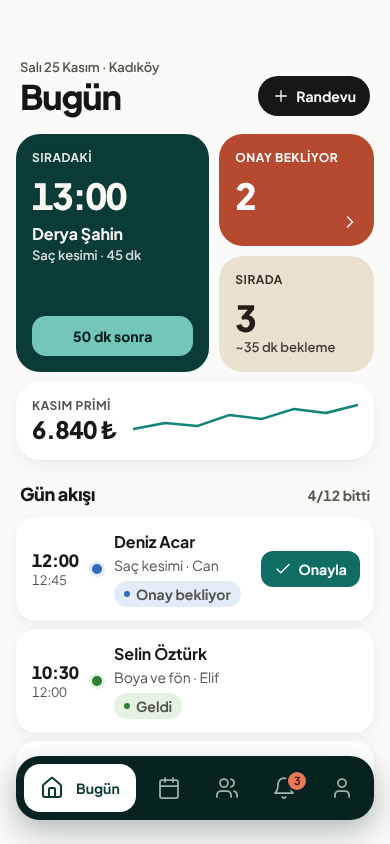 Salı 25 Kasım · Kadıköy
Bugün
Randevu
SIRADAKİ
13:00
Derya Şahin
Saç kesimi · 45 dk
50 dk sonra
ONAY BEKLİYOR
2
SIRADA
3
~35 dk bekleme
KASIM PRİMİ
6.840 ₺
Gün akışı
4/12 bitti
12:00
12:45
Deniz Acar
Saç kesimi · Can
Onay bekliyor
Onayla
10:30
12:00
Selin Öztürk
Boya ve fön · Elif
Geldi
Bugün
3